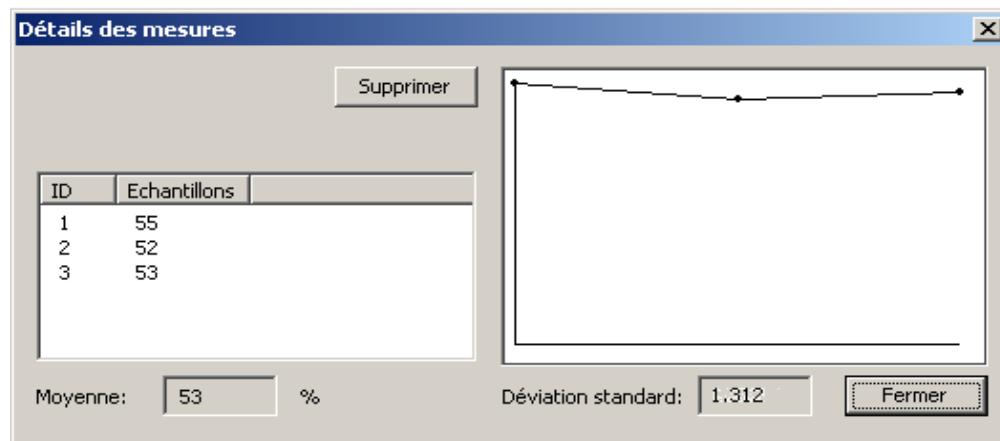 Détails des mesures
Supprimer
ID Echantillons
1 55
2 52
3 53
Moyenne: 53 %
Déviation standard: 1.312
Fermer